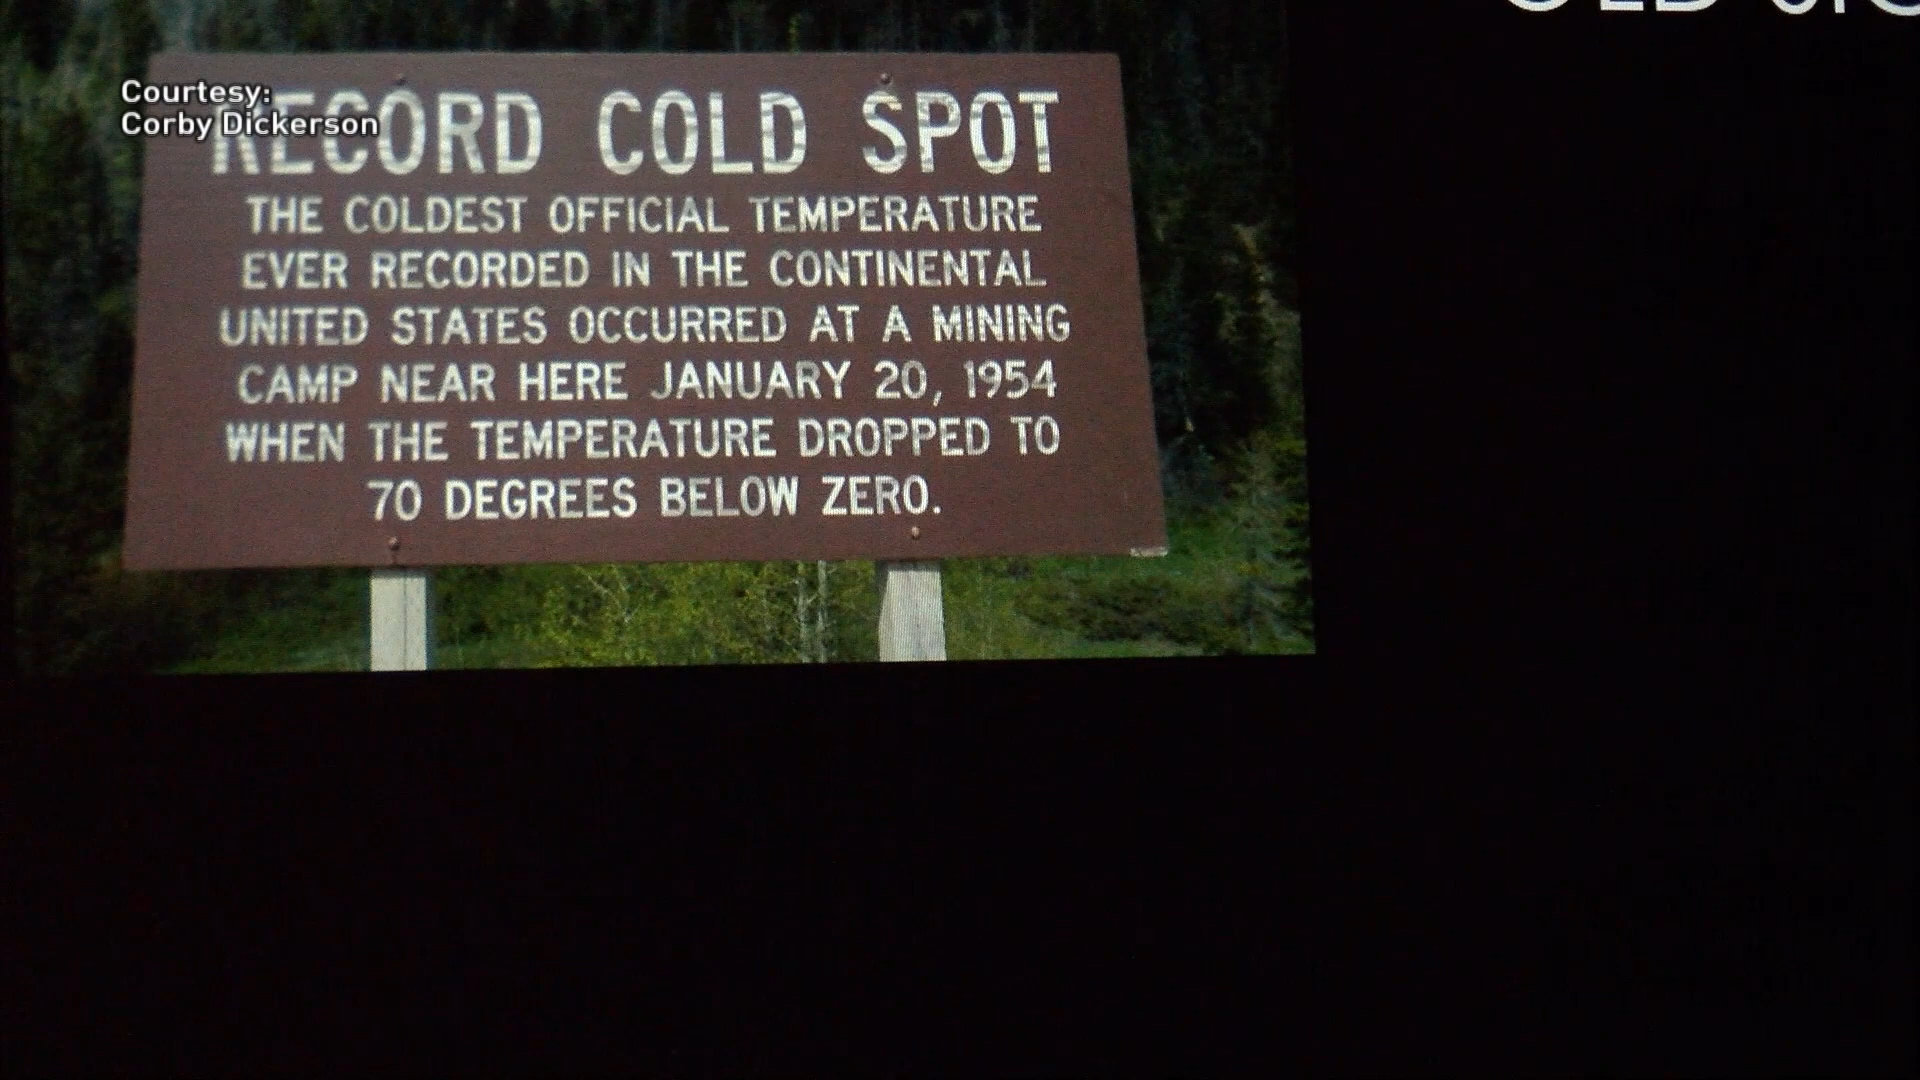 Courtesy:
Corby Dickerson
RECORD COLD SPOT
THE COLDEST OFFICIAL TEMPERATURE
EVER RECORDED IN THE CONTINENTAL
UNITED STATES OCCURRED AT A MINING
CAMP NEAR HERE JANUARY 20, 1954
WHEN THE TEMPERATURE DROPPED TO
70 DEGREES BELOW ZERO.